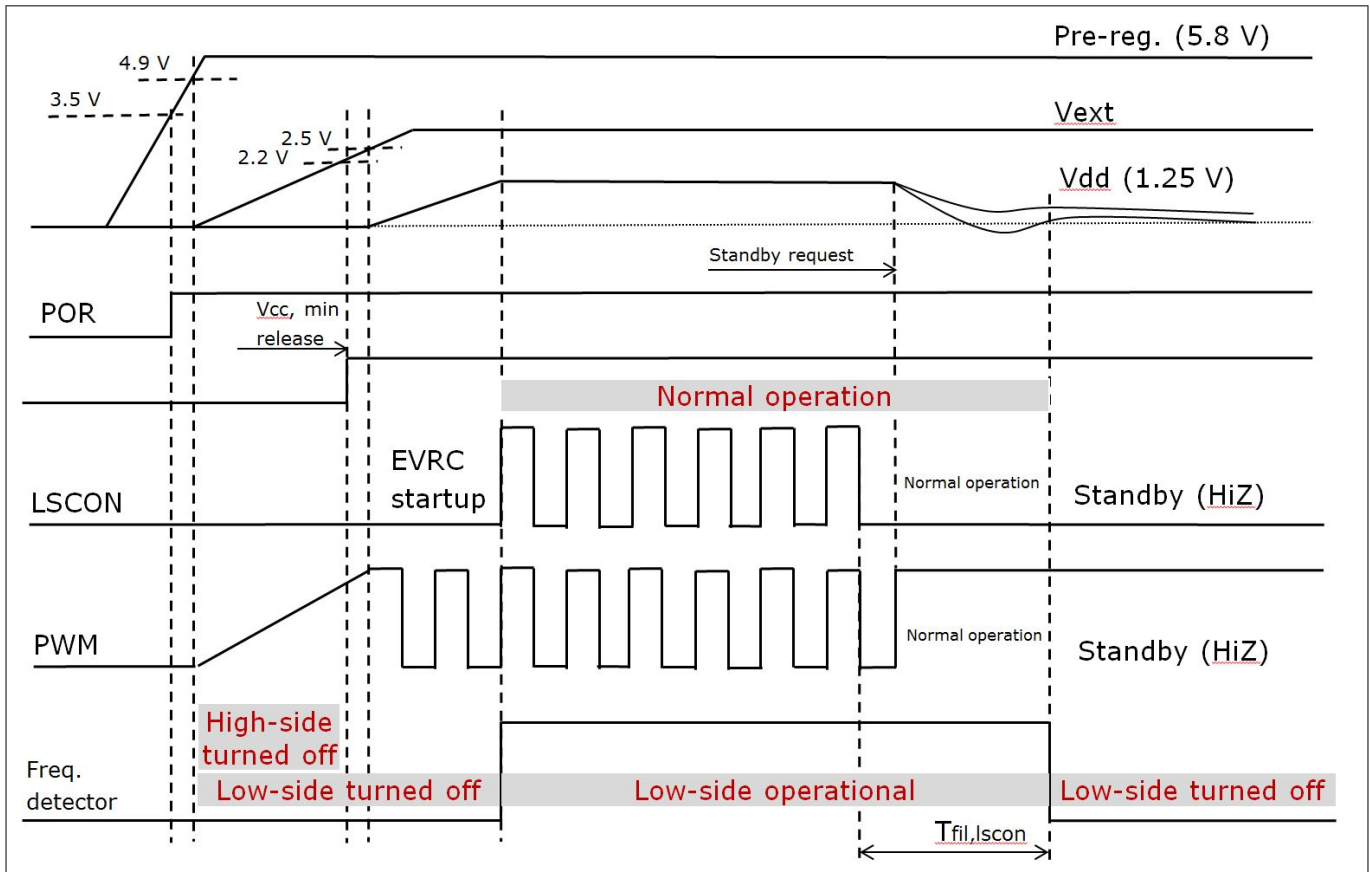 Pre-reg. (5.8 V)
4.9 V
3.5 V
Vext
2.5 V
2.2 V
Vdd (1.25 V)
Standby request
POR
Vcc, min
release
Normal operation
EVRC
startup
LSCON
Normal operation
Standby (HiZ)
PWM
Normal operation
Standby (HiZ)
High-side
turned off
Freq.
detector
Low-side turned off
Low-side operational
Low-side turned off
Tfil,lscon